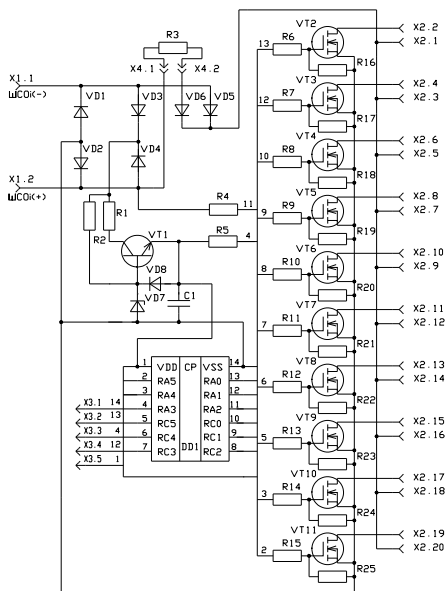 R3
VT2
X2.2
13 R6
X2.1
X4.1 X4.2
R16
X1.1
VT3
X2.4
ШСОi(-) VD1 VD3 VD6 VD5
12 R7
X2.3
R17
VT4
X2.6
VD2 VD4
10 R8
X2.5
R18
X1.2
VT5
X2.8
ШСОi(+)
R4 11
9 R9
X2.7
R1
R2
VT1
R5 4
R19
VT6
X2.10
8 R10
X2.9
VD8
R20
VD7 C1
VT7
X2.11
7 R11
X2.12
R21
1 VDD CP VSS 14
VT8
X2.13
2 RA5 RA0 13
6 R12
X2.14
3 RA4 RA1 12
R22
X3.1 14 4 RA3 RA2 11
VT9
X2.15
X3.2 13 5 RC5 RC0 10
X3.3 4 6 RC4 RC1 9
5 R13
X2.16
X3.4 12 7 RC3 DD1 RC2 8
R23
X3.5 1
VT10
X2.17
3 R14
X2.18
R24
VT11
X2.19
2 R15
X2.20
R25